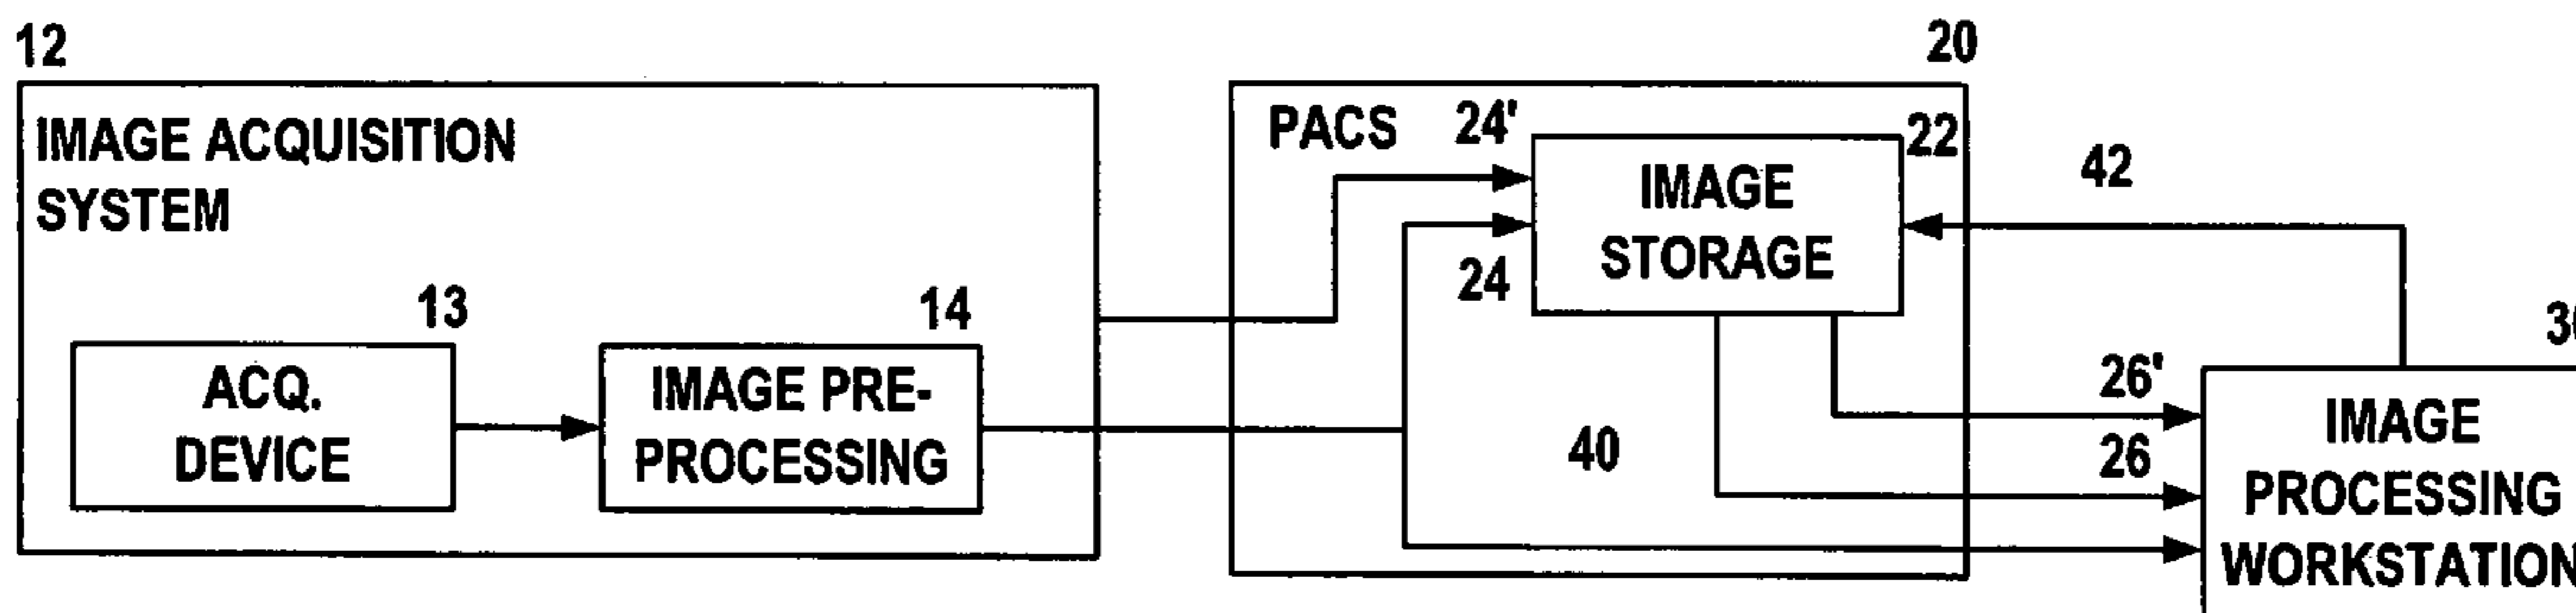 12
20
IMAGE ACQUISITION
SYSTEM
PACS
24'
22
IMAGE
STORAGE
24
42
13
14
ACQ.
DEVICE
IMAGE PRE-
PROCESSING
40
26'
26
IMAGE
PROCESSING
WORKSTATION